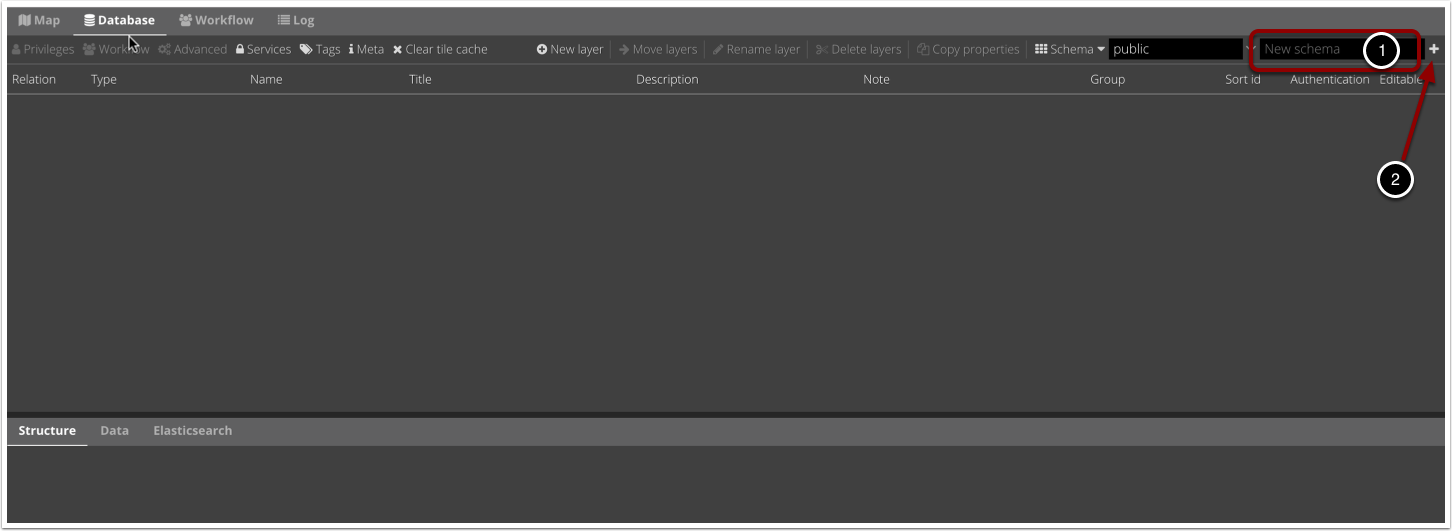 Map Database Workflow Log
Privileges Workflow Advanced Services Tags Meta Clear tile cache New layer Move layers Rename layer Delete layers Copy properties Schema public New schema 1
Relation Type Name Title Description Note Group Sort id Authentication Editable
2
Structure Data Elasticsearch